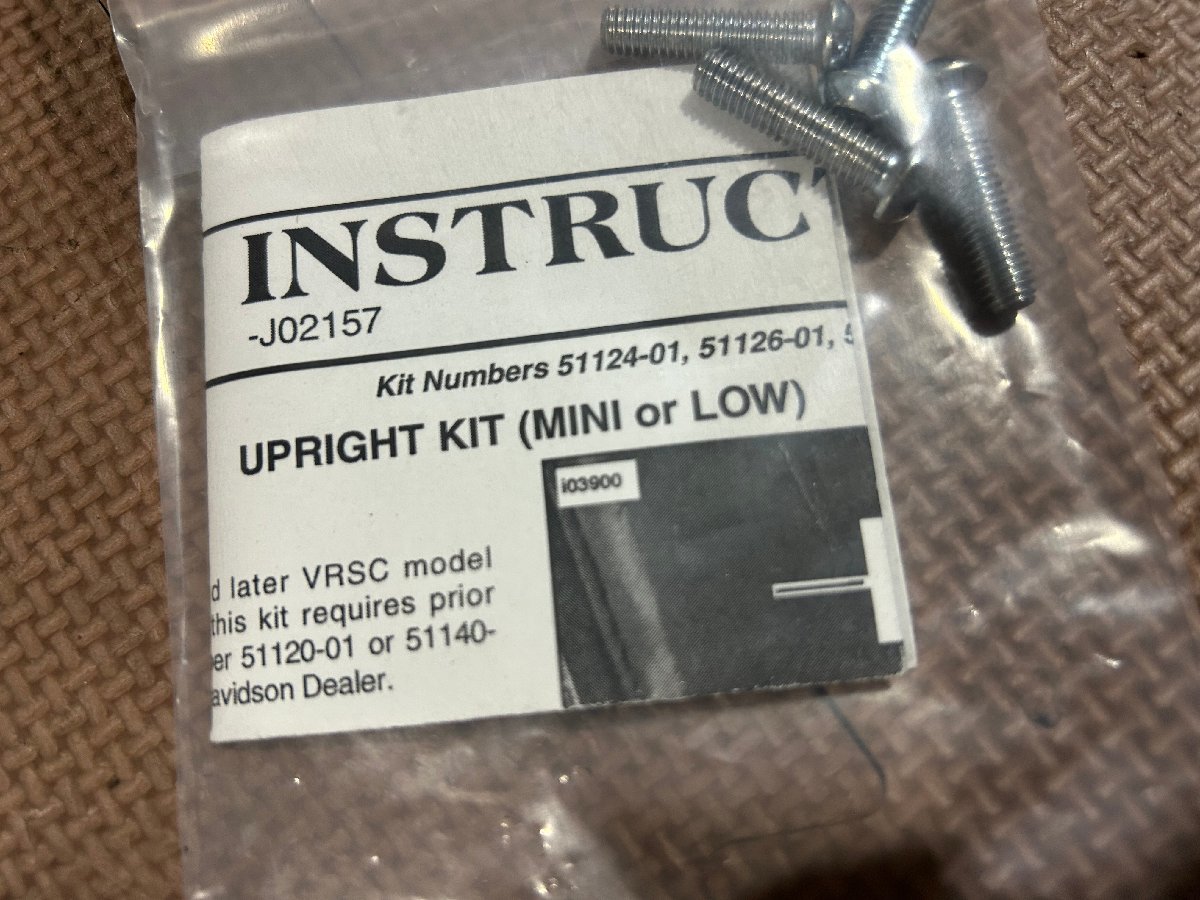 INSTRUC
-J02157
Kit Numbers 51124-01, 51126-01, 5
UPRIGHT KIT (MINI or LOW)
i03900
d later VRSC model
this kit requires prior
er 51120-01 or 51140-
avidson Dealer.